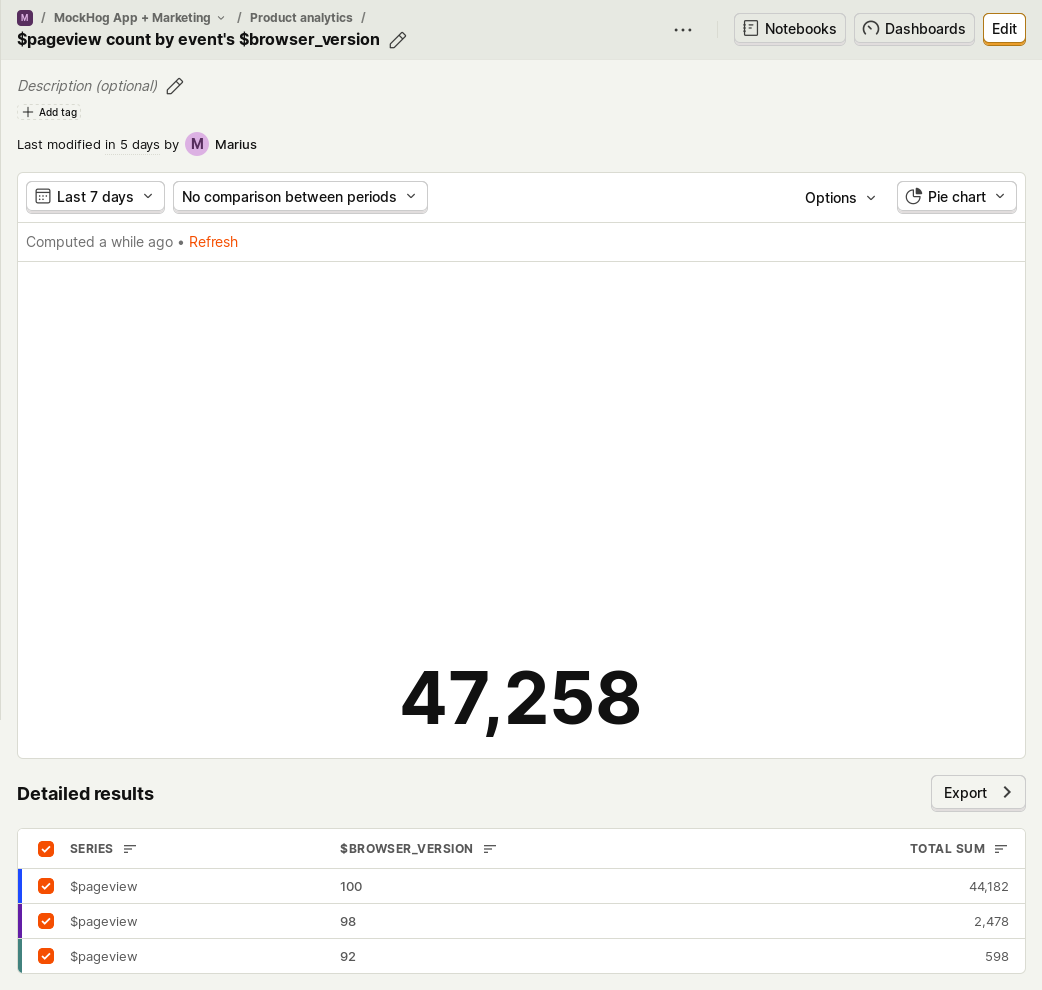 M / MockHog App + Marketing / Product analytics /
$pageview count by event's $browser_version
Notebooks Dashboards Edit
Description (optional)
Add tag
Last modified in 5 days by M Marius
Last 7 days No comparison between periods Options Pie chart
Computed a while ago • Refresh
47,258
Detailed results
Export
SERIES $BROWSER_VERSION TOTAL SUM
$pageview 100 44,182
$pageview 98 2,478
$pageview 92 598